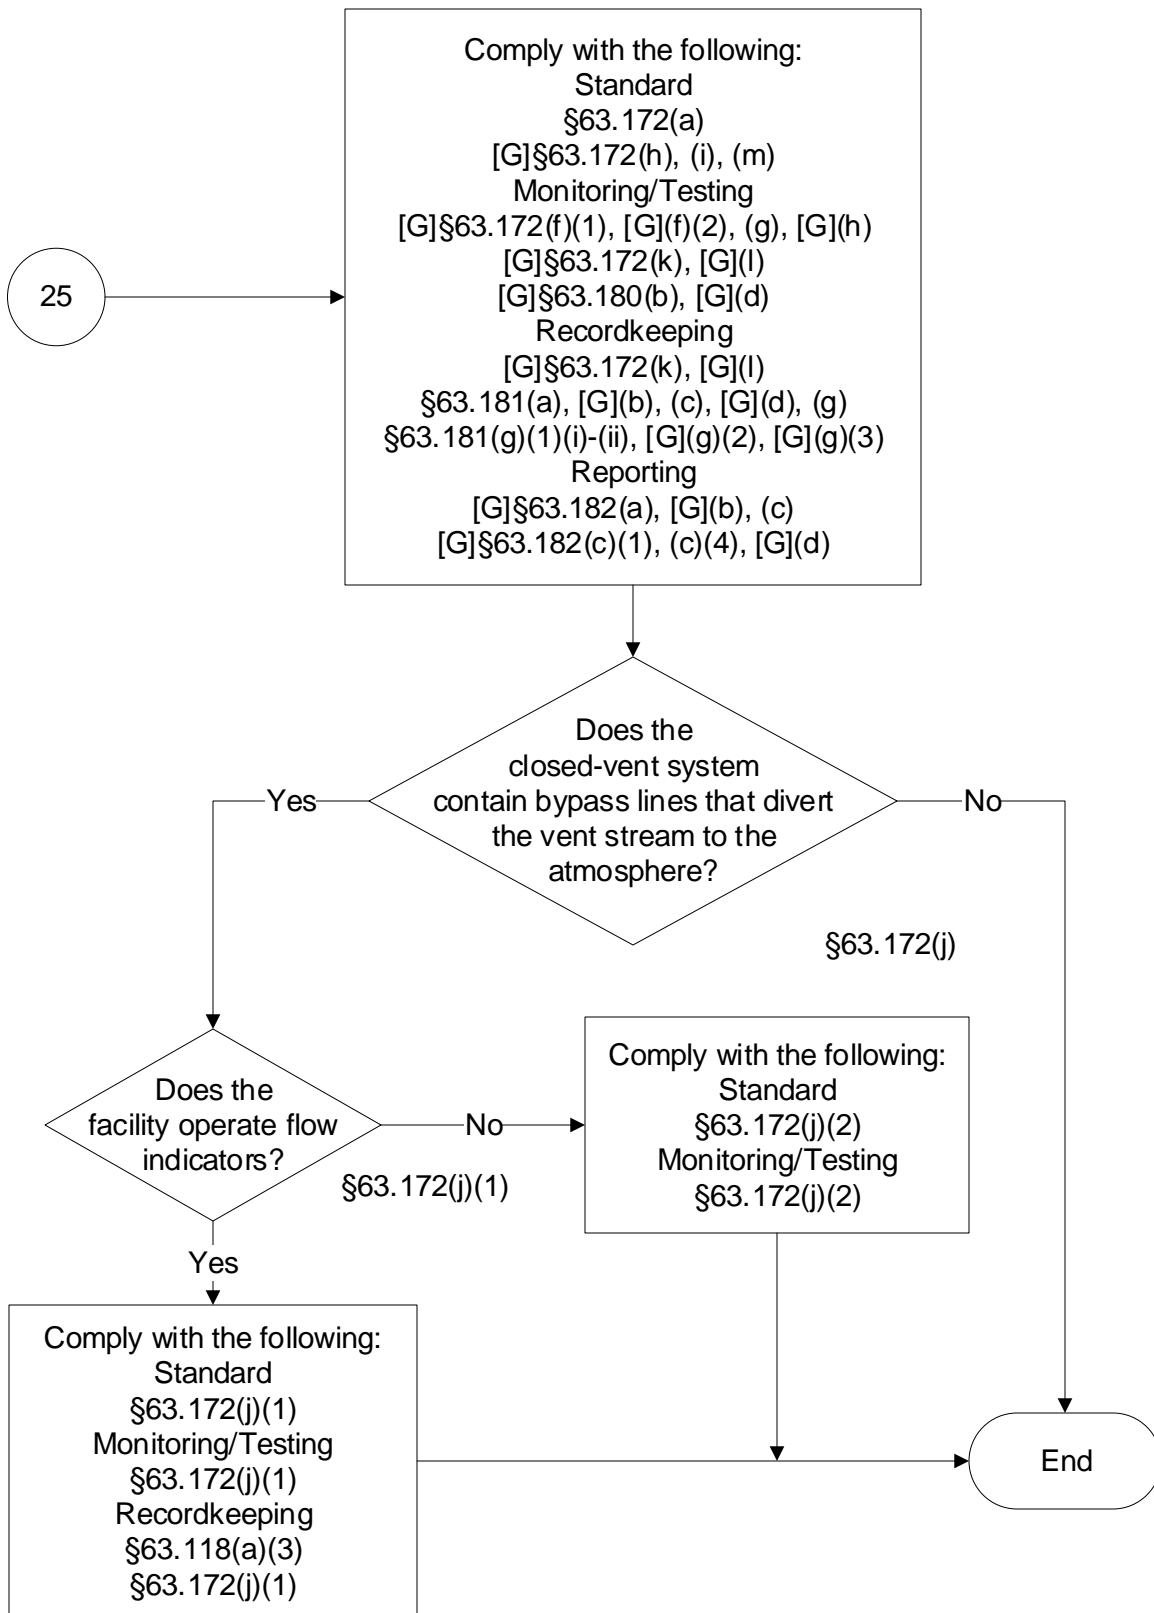 25
Comply with the following:
Standard
§63.172(a)
[G]§63.172(h), (i), (m)
Monitoring/Testing
[G]§63.172(f)(1), [G](f)(2), (g), [G](h)
[G]§63.172(k), [G](l)
[G]§63.180(b), [G](d)
Recordkeeping
[G]§63.172(k), [G](l)
§63.181(a), [G](b), (c), [G](d), (g)
§63.181(g)(1)(i)-(ii), [G](g)(2), [G](g)(3)
Reporting
[G]§63.182(a), [G](b), (c)
[G]§63.182(c)(1), (c)(4), [G](d)
Does the
closed-vent system
contain bypass lines that divert
the vent stream to the
atmosphere?
Yes
No
§63.172(j)
Does the
facility operate flow
indicators?
No
§63.172(j)(1)
Comply with the following:
Standard
§63.172(j)(2)
Monitoring/Testing
§63.172(j)(2)
Yes
Comply with the following:
Standard
§63.172(j)(1)
Monitoring/Testing
§63.172(j)(1)
Recordkeeping
§63.118(a)(3)
§63.172(j)(1)
End